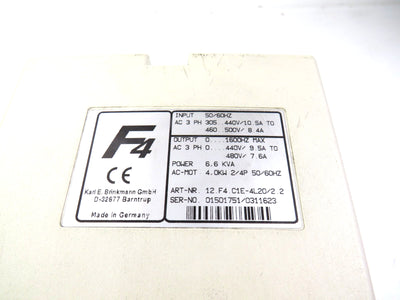 F4
CE
Karl E. Brinkmann GmbH
D-32677 Barntrup
Made in Germany
INPUT 50/60HZ
AC 3 PH 305...440V/10.5A TO
460...500V/ 8.4A
OUTPUT 0....1600HZ MAX
AC 3 PH 0....440V/ 9.5A TO
480V/ 7.6A
POWER 6.6 KVA
AC-MOT. 4.0KW 2/4P 50/60HZ
ART-NR. 12.F4.C1E-4L20/2.2
SER-NO. 01501751/0311623